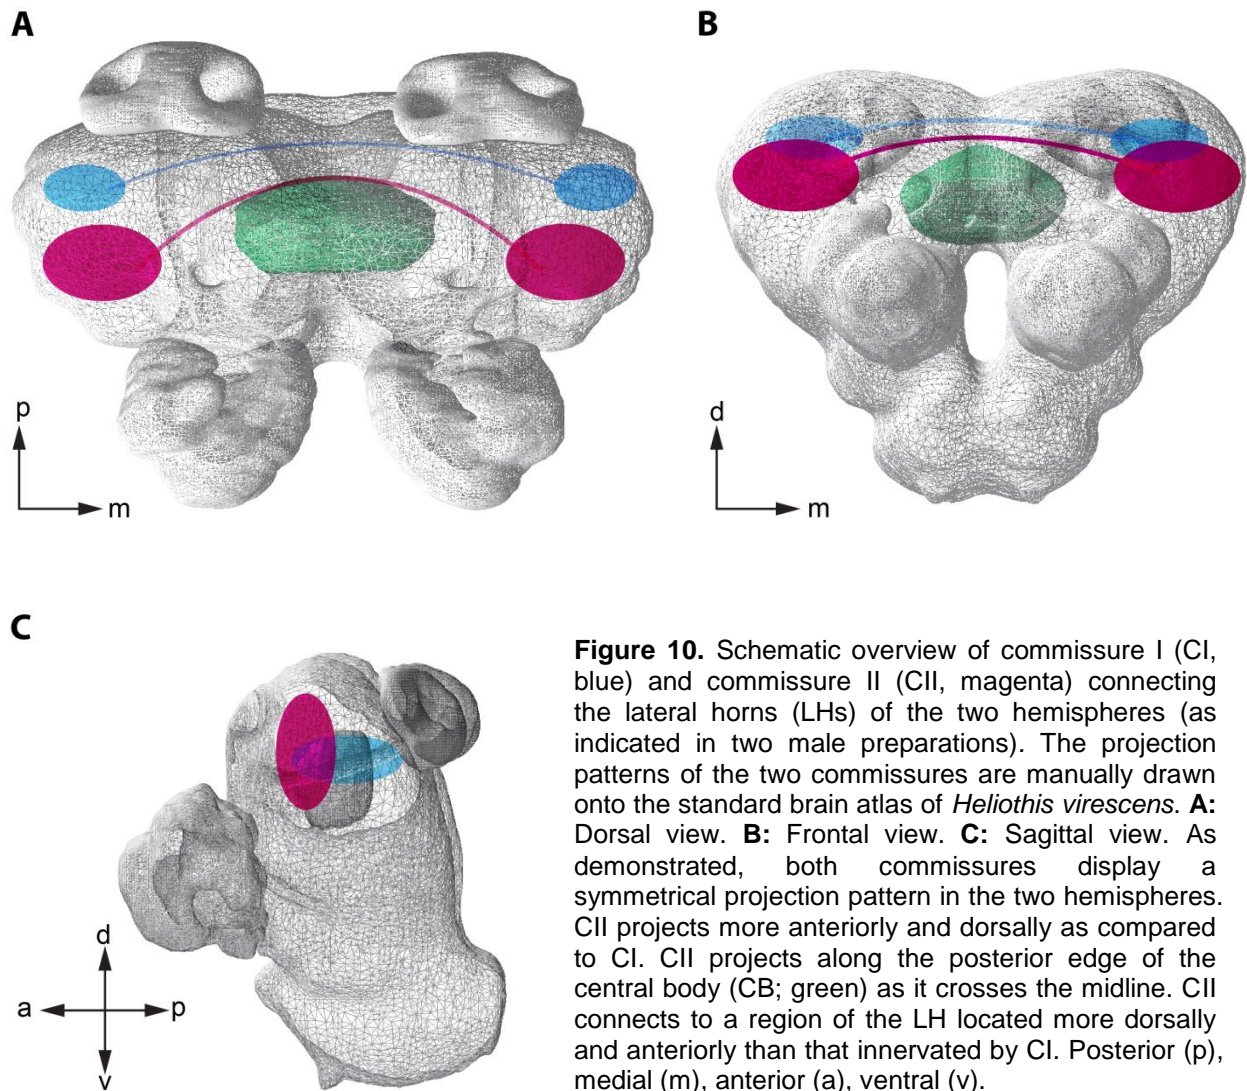 A
B
p
m
d
m
C
d
a
p
v
Figure 10. Schematic overview of commissure I (CI,
blue) and commissure II (CII, magenta) connecting
the lateral horns (LHs) of the two hemispheres (as
indicated in two male preparations). The projection
patterns of the two commissures are manually drawn
onto the standard brain atlas of Heliothis virescens. A:
Dorsal view. B: Frontal view. C: Sagittal view. As
demonstrated, both commissures display a
symmetrical projection pattern in the two hemispheres.
CII projects more anteriorly and dorsally as compared
to CI. CII projects along the posterior edge of the
central body (CB; green) as it crosses the midline. CII
connects to a region of the LH located more dorsally
and anteriorly than that innervated by CI. Posterior (p),
medial (m), anterior (a), ventral (v).